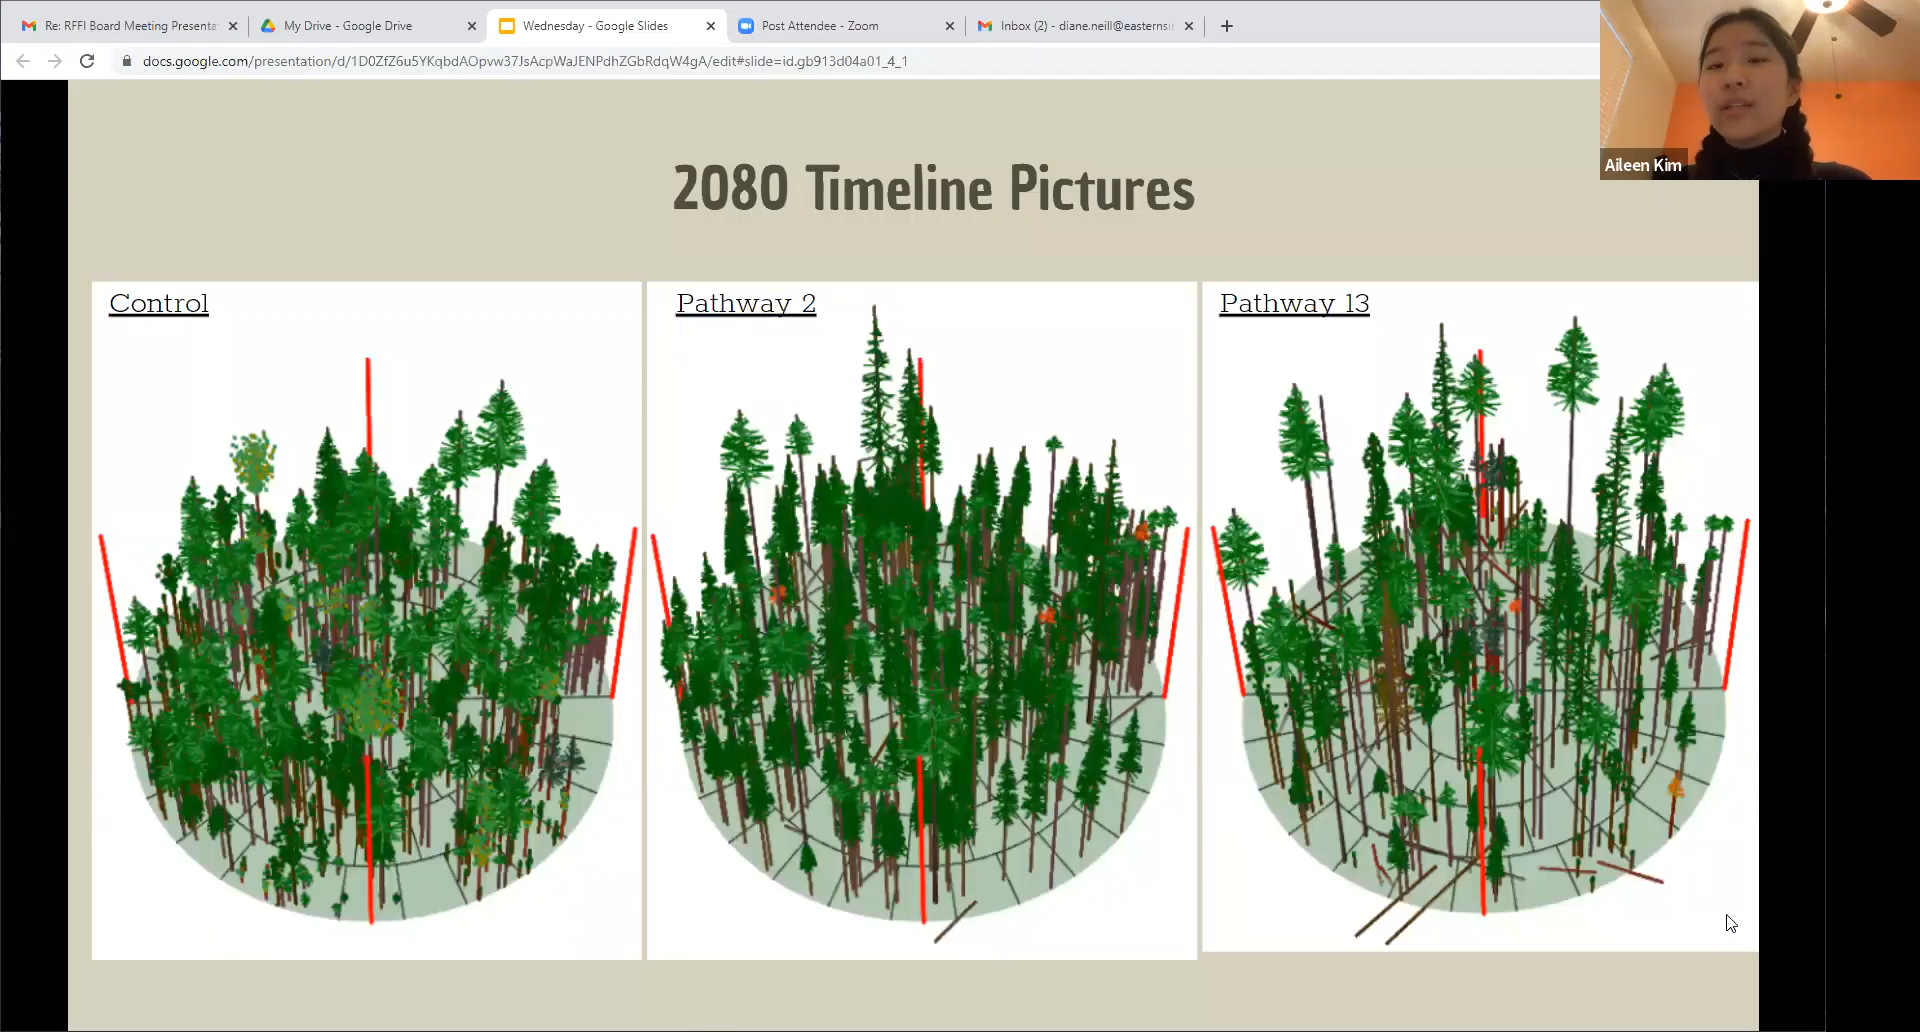 Re: RFFI Board Meeting Presenta
My Drive - Google Drive
Wednesday - Google Slides
Post Attendee - Zoom
Inbox (2) - diane.neill@easternsi
docs.google.com/presentation/d/1D0ZfZ6u5YKqbdAOpvw37JsAcpWaJENPdhZGbRdqW4gA/edit#slide=id.gb913d04a01_4_1
Aileen Kim
2080 Timeline Pictures
Control
Pathway 2
Pathway 13